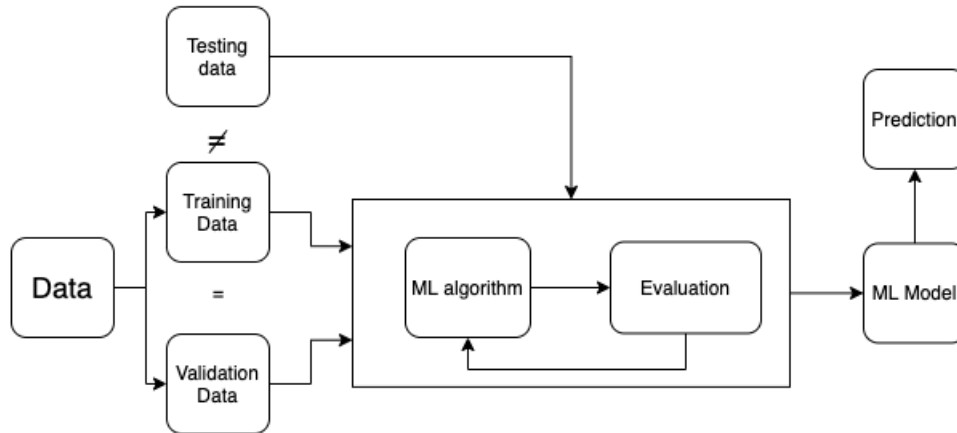 Testing
data
≠
Training
Data
Data
=
Validation
Data
ML algorithm
Evaluation
ML Model
Prediction